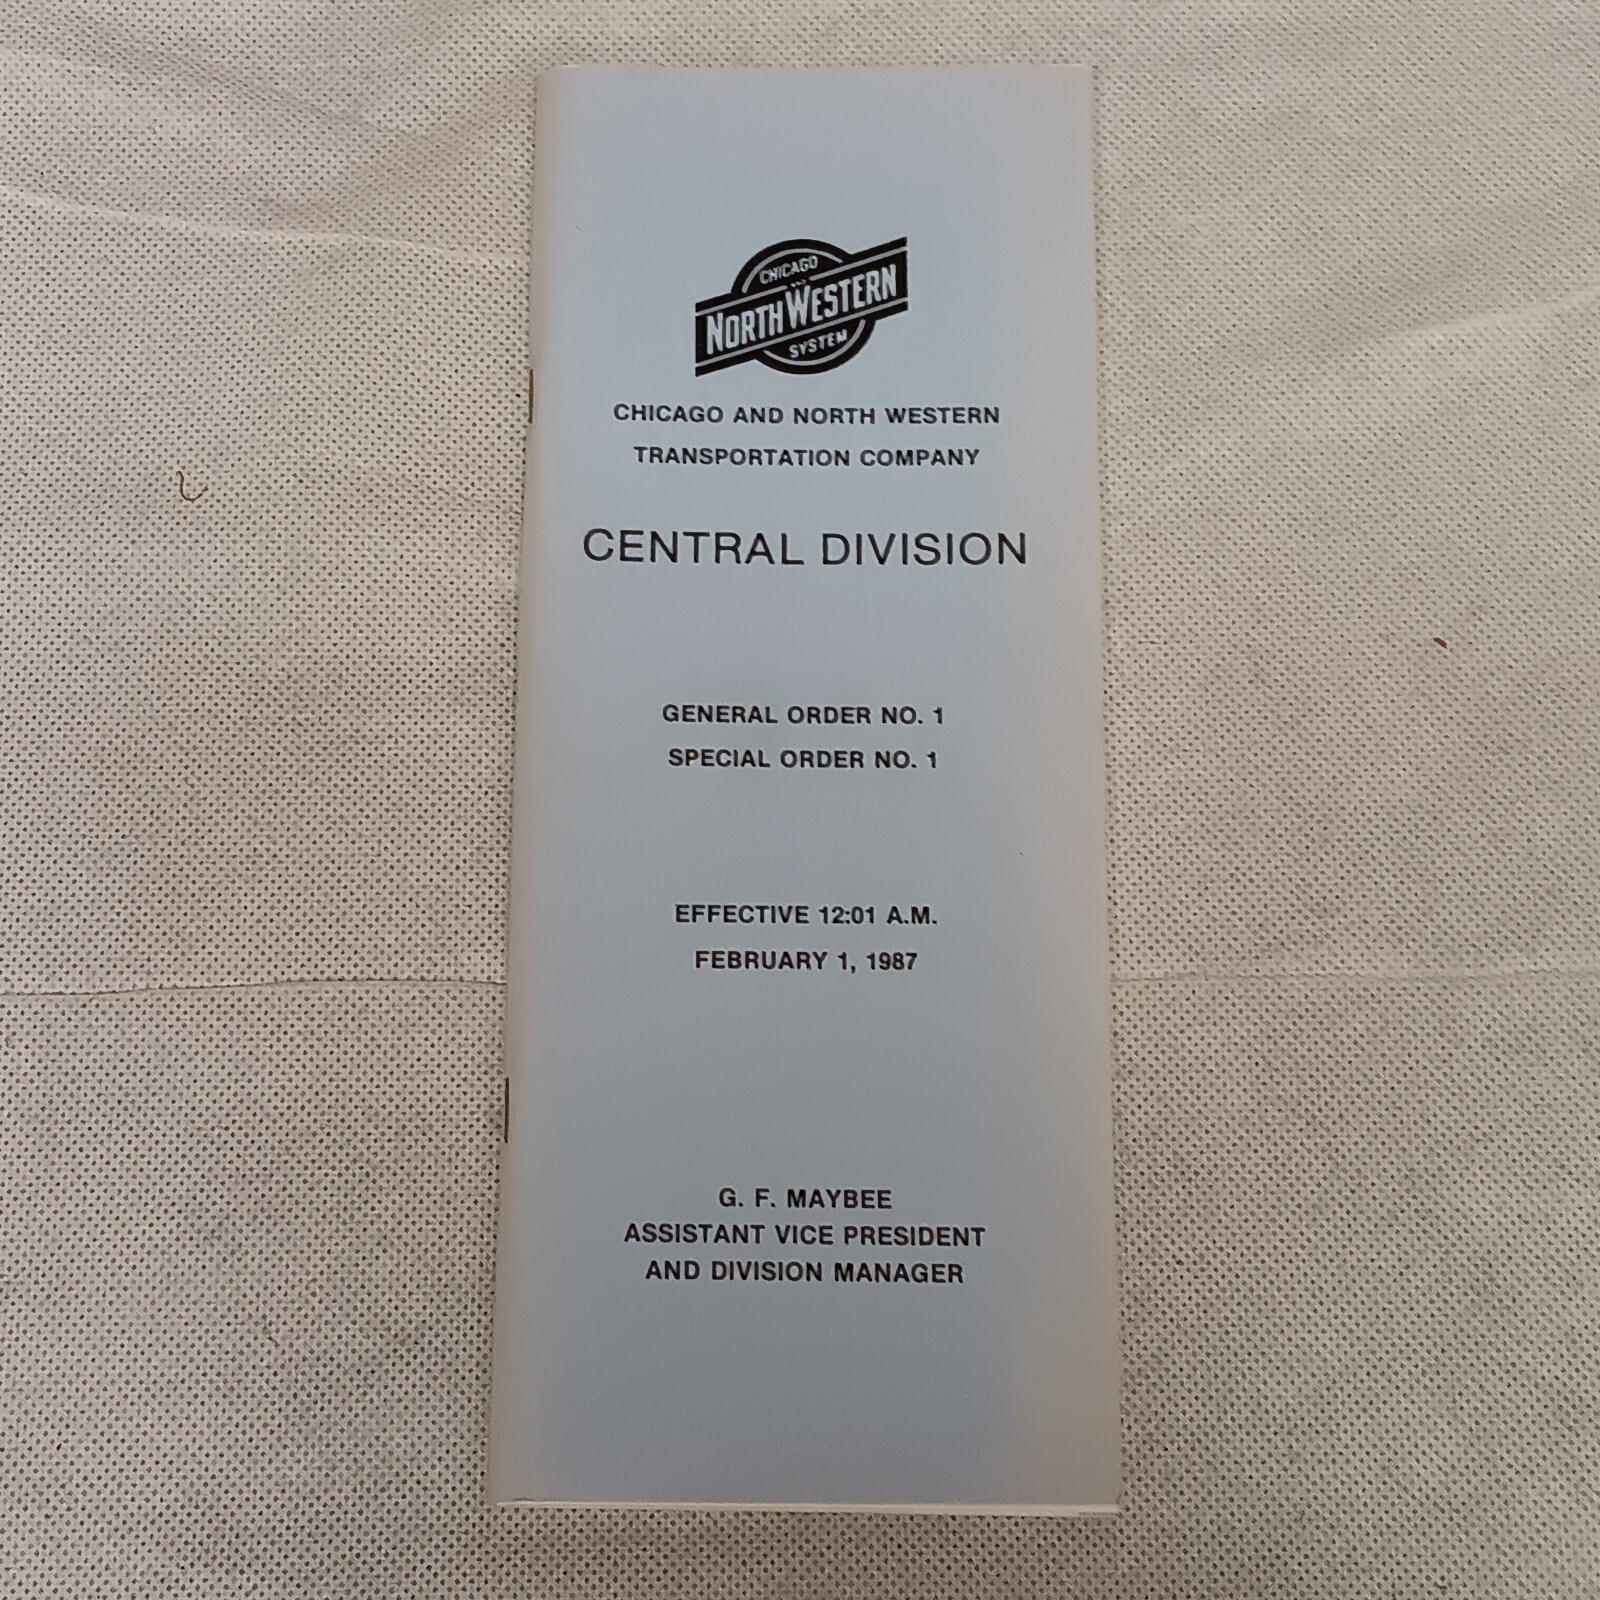 CHICAGO
AND
NORTH WESTERN
SYSTEM
CHICAGO AND NORTH WESTERN
TRANSPORTATION COMPANY
CENTRAL DIVISION
GENERAL ORDER NO. 1
SPECIAL ORDER NO. 1
EFFECTIVE 12:01 A.M.
FEBRUARY 1, 1987
G. F. MAYBEE
ASSISTANT VICE PRESIDENT
AND DIVISION MANAGER